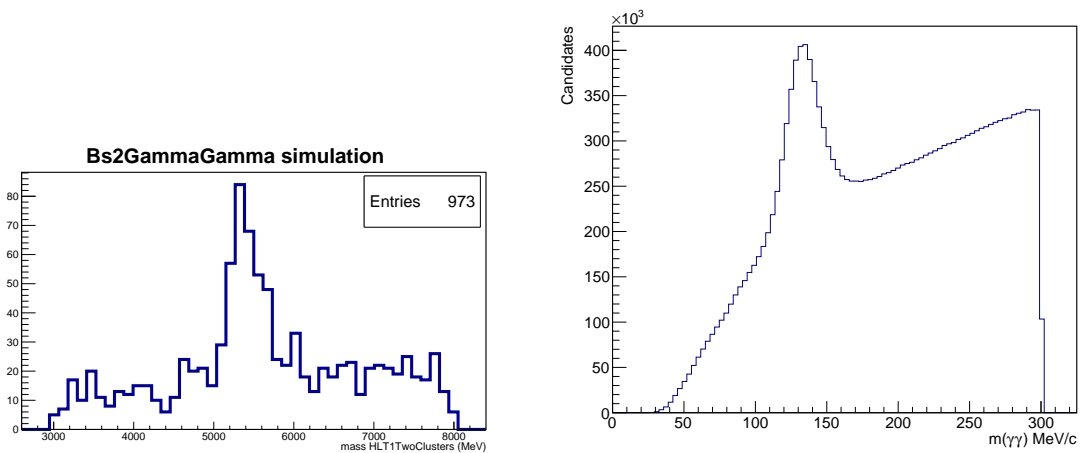 Bs2GammaGamma simulation
Entries 973
80
70
60
50
40
30
20
10
0
3000 4000 5000 6000 7000 8000
mass HLT1TwoClusters (MeV)
×10³
Candidates
400
350
300
250
200
150
100
50
0
0 50 100 150 200 250 300
m(γγ) MeV/c